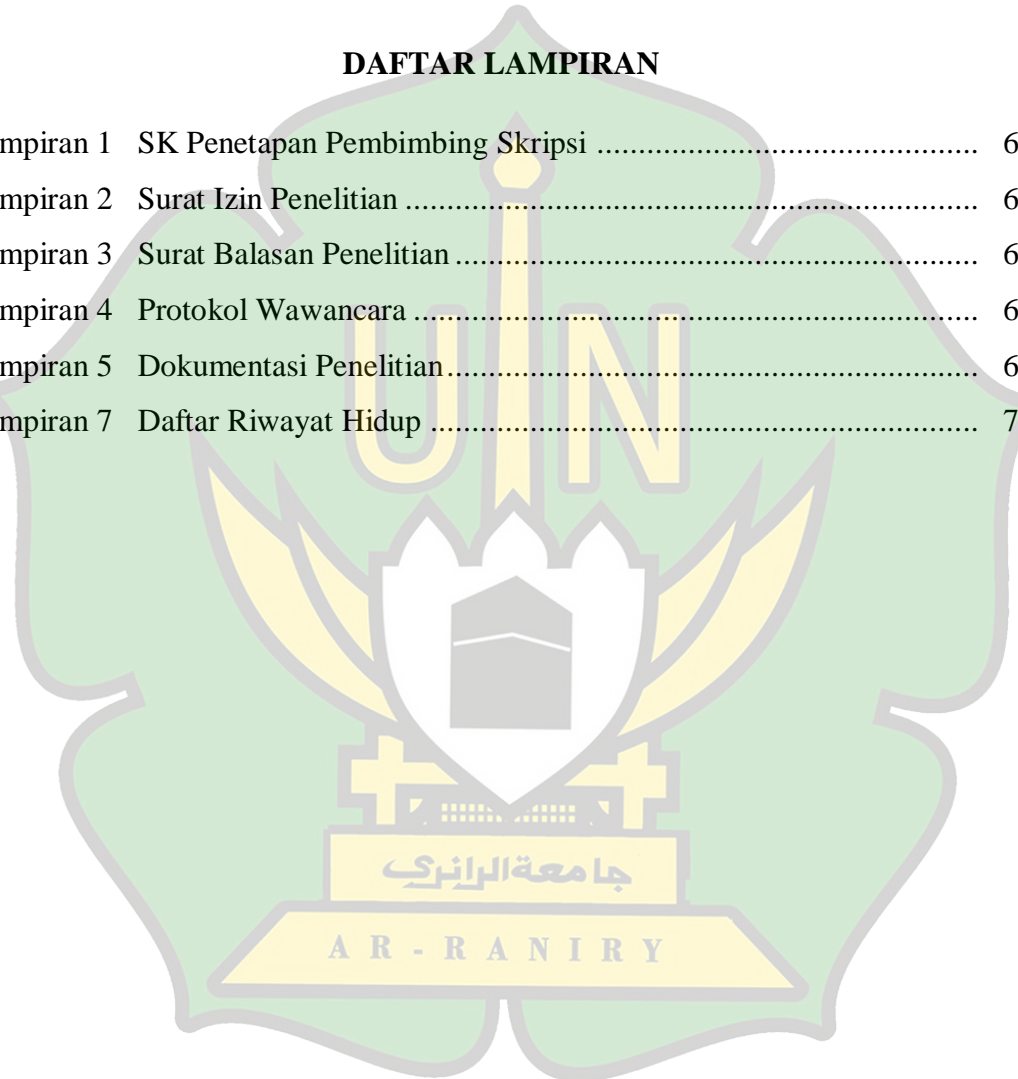 DAFTAR LAMPIRAN
mpiran 1 SK Penetapan Pembimbing Skripsi ............................................... 6
mpiran 2 Surat Izin Penelitian ....................................................................... 6
mpiran 3 Surat Balasan Penelitian ................................................................ 6
mpiran 4 Protokol Wawancara ...................................................................... 6
mpiran 5 Dokumentasi Penelitian .................................................................. 6
mpiran 7 Daftar Riwayat Hidup .................................................................... 7
UIN
جامعةالرانري
AR-RANIRY